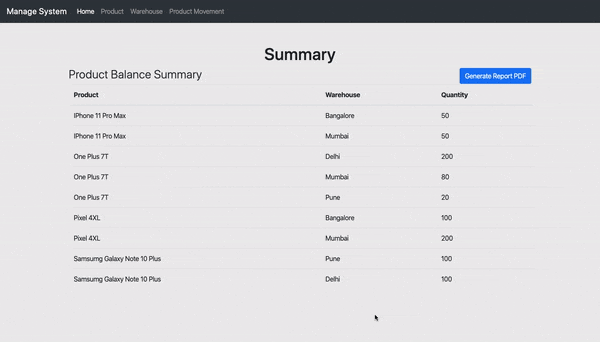 Manage System Home Product Warehouse Product Movement
Summary
Product Balance Summary Generate Report PDF
Product Warehouse Quantity
IPhone 11 Pro Max Bangalore 50
IPhone 11 Pro Max Mumbai 50
One Plus 7T Delhi 200
One Plus 7T Mumbai 80
One Plus 7T Pune 20
Pixel 4XL Bangalore 100
Pixel 4XL Mumbai 200
Samsumg Galaxy Note 10 Plus Pune 100
Samsumg Galaxy Note 10 Plus Delhi 100